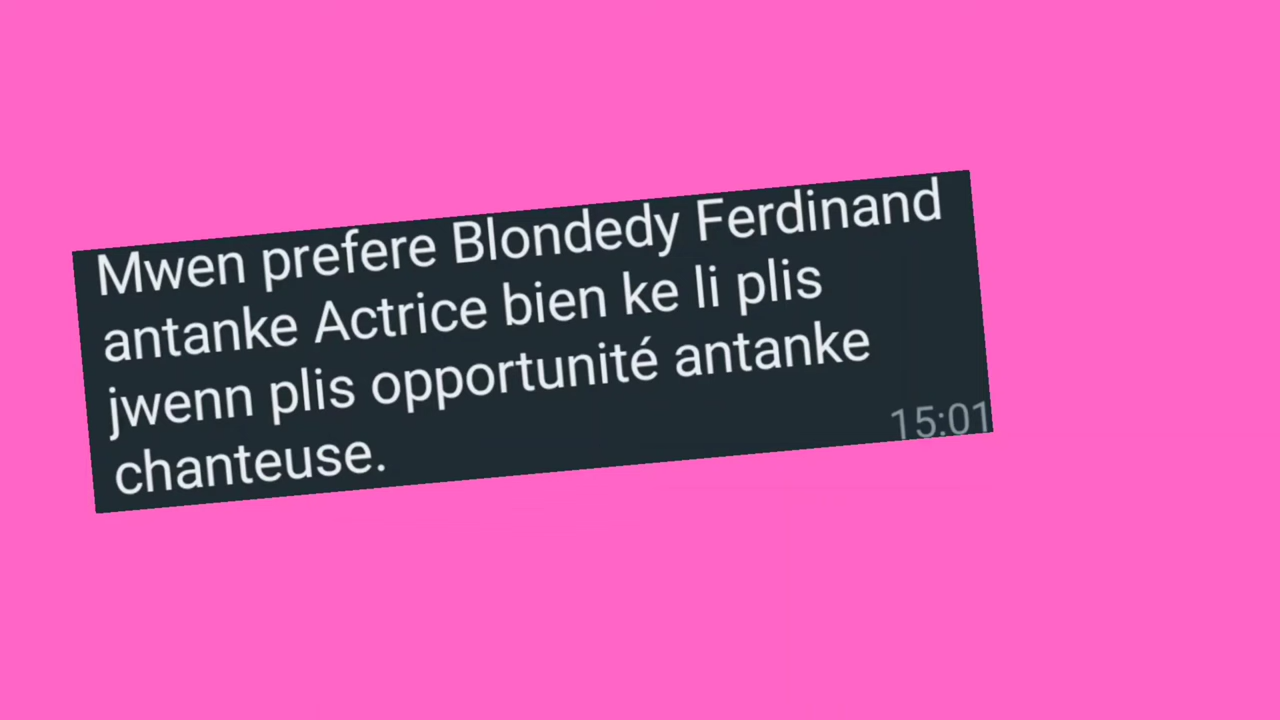 Mwen prefere Blondedy Ferdinand
antanke Actrice bien ke li plis
jwenn plis opportunité antanke
chanteuse.
15:01